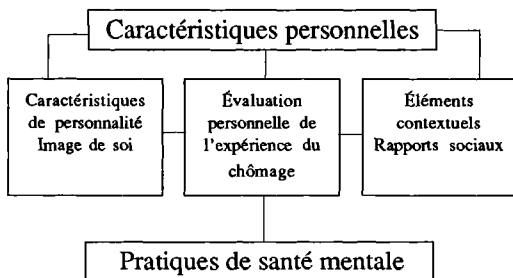 Caractéristiques personnelles
Caractéristiques
de personnalité
Image de soi
Évaluation
personnelle de
l'expérience du
chômage
Éléments
contextuels
Rapports sociaux
Pratiques de santé mentale